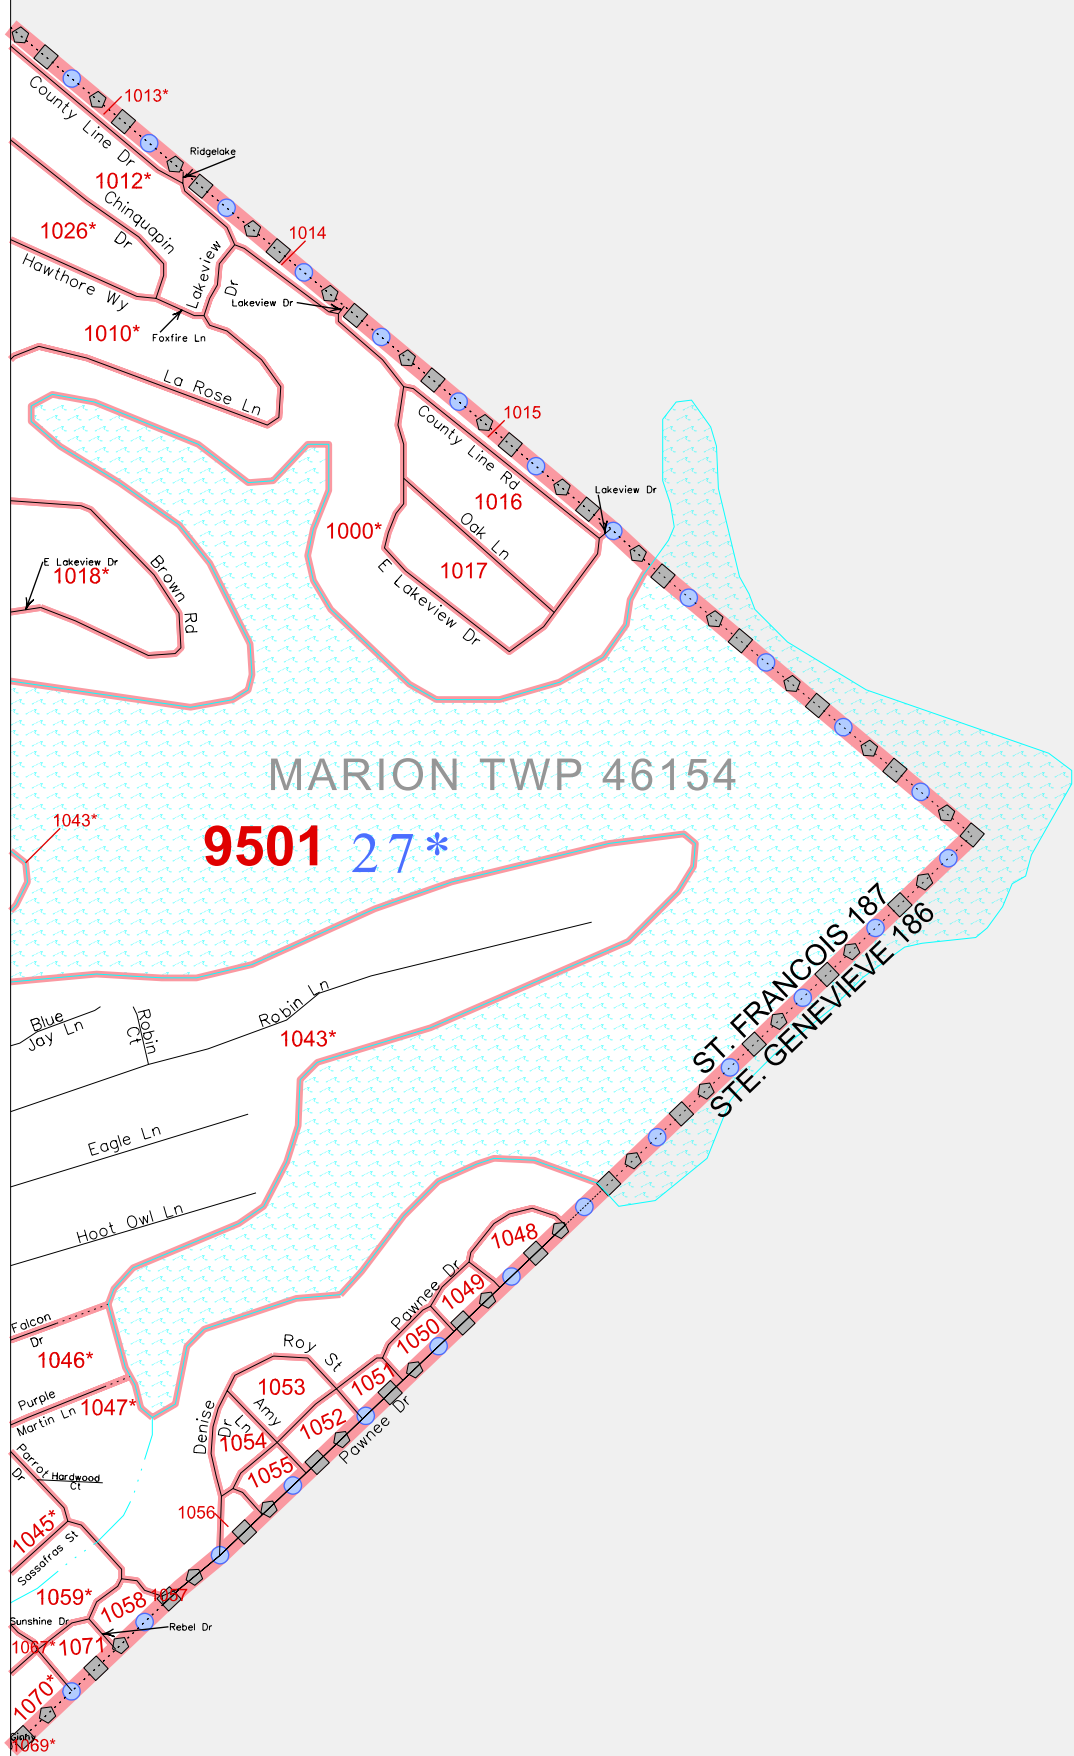 1013*
County Line Dr
Ridgelake
1012*
Chinquapin
Dr
1026*
1014
Lakeview
Dr
Hawthore Wy
Lakeview Dr
1010*
Foxfire Ln
La Rose Ln
1015
County Line Rd
1016
Lakeview Dr
1000*
Oak Ln
1017
E Lakeview Dr
E Lakeview Dr
1018*
Brown
Rd
MARION TWP 46154
1043*
9501 27*
ST. FRANCOIS 187
STE. GENEVIEVE 186
Blue
Jay Ln
Robin
Ct
Robin Ln
1043*
Eagle Ln
Hoot Owl Ln
1048
Pawnee Dr
1049
Falcon
Dr
1050
Roy St
1046*
1051
1053
Purple
Martin Ln
1047*
Denise
Dr
Amy
Ln
1052
Pawnee Dr
1054
Parrot
Dr
Hardwood
Ct
1055
1056
1045*
Sassafras St
1059*
1058
1057
Sunshine Dr
Rebel Dr
1067*
1071
1070*
1069*